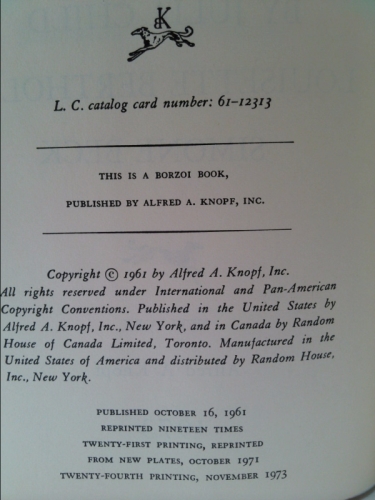 BK
L. C. catalog card number: 61-12313
THIS IS A BORZOI BOOK,
PUBLISHED BY ALFRED A. KNOPF, INC.
Copyright © 1961 by Alfred A. Knopf, Inc.
All rights reserved under International and Pan-American
Copyright Conventions. Published in the United States by
Alfred A. Knopf, Inc., New York, and in Canada by Random
House of Canada Limited, Toronto. Manufactured in the
United States of America and distributed by Random House,
Inc., New York.
PUBLISHED OCTOBER 16, 1961
REPRINTED NINETEEN TIMES
TWENTY-FIRST PRINTING, REPRINTED
FROM NEW PLATES, OCTOBER 1971
TWENTY-FOURTH PRINTING, NOVEMBER 1973